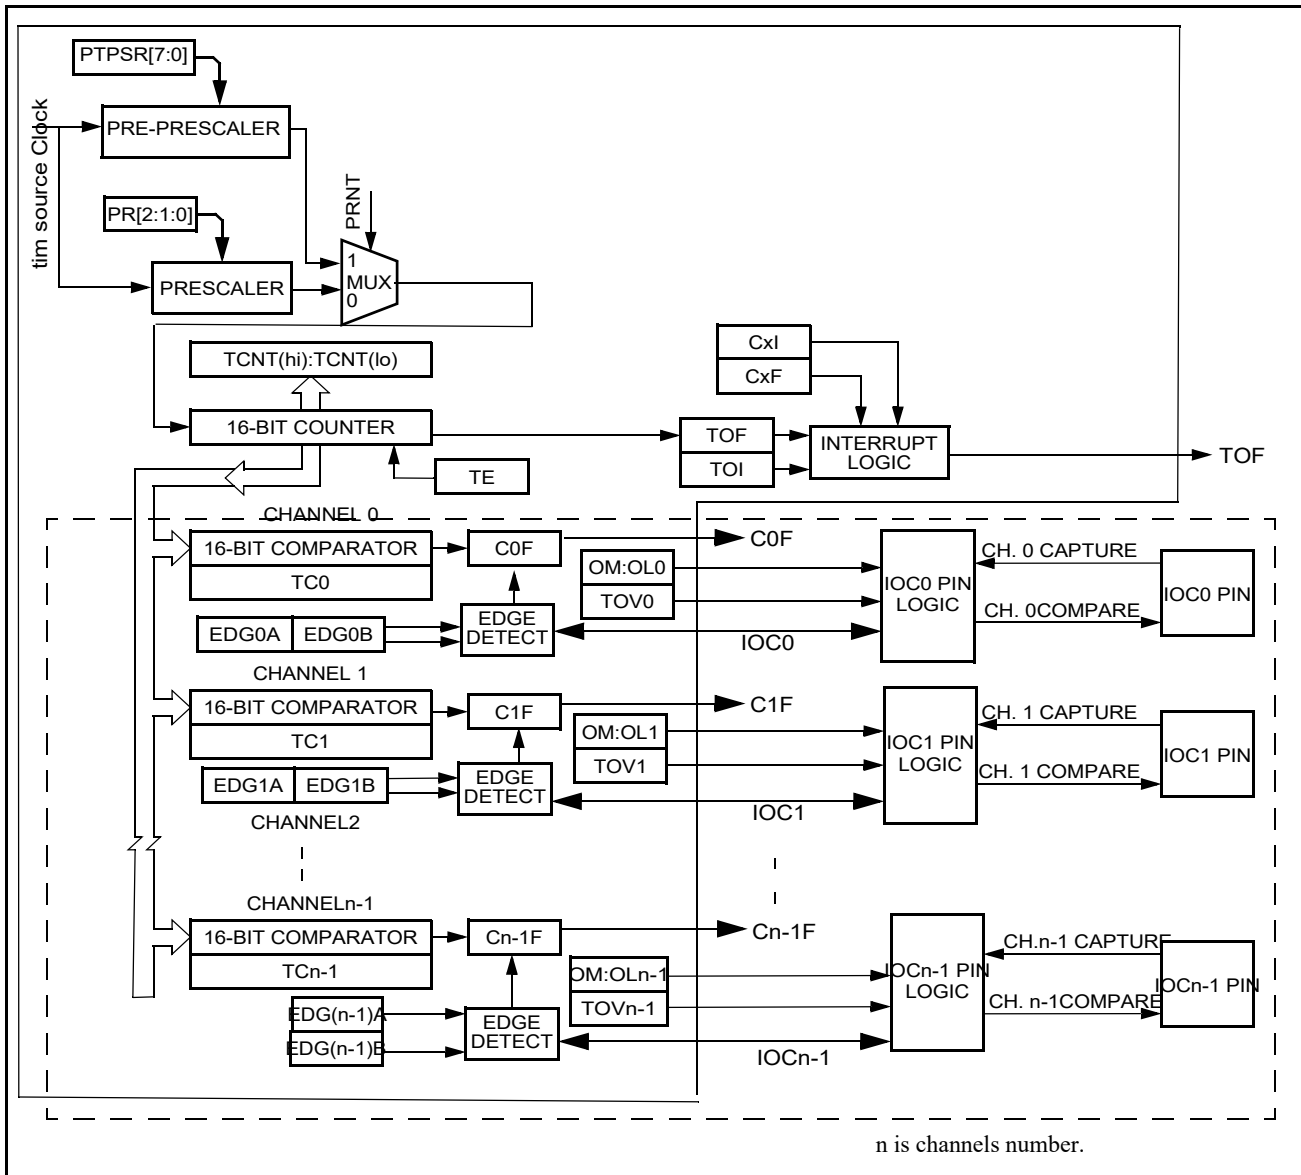 PTPSR[7:0]
tim source Clock
PRE-PRESCALER
PR[2:1:0]
PRNT
PRESCALER
1
MUX
0
TCNT(hi):TCNT(lo)
CxI
CxF
16-BIT COUNTER
TOF
TOI
INTERRUPT
LOGIC
TOF
TE
CHANNEL 0
16-BIT COMPARATOR
TC0
C0F
C0F
OM:OL0
TOV0
IOC0 PIN
LOGIC
CH. 0 CAPTURE
CH. 0COMPARE
IOC0 PIN
EDG0A
EDG0B
EDGE
DETECT
IOC0
CHANNEL 1
16-BIT COMPARATOR
TC1
C1F
C1F
OM:OL1
TOV1
IOC1 PIN
LOGIC
CH. 1 CAPTURE
CH. 1 COMPARE
IOC1 PIN
EDG1A
EDG1B
EDGE
DETECT
IOC1
CHANNEL2
CHANNELn-1
16-BIT COMPARATOR
TCn-1
Cn-1F
Cn-1F
OM:OLn-1
TOVn-1
IOCn-1 PIN
LOGIC
CH.n-1 CAPTURE
CH. n-1COMPARE
IOCn-1 PIN
EDG(n-1)A
EDG(n-1)B
EDGE
DETECT
IOCn-1
n is channels number.